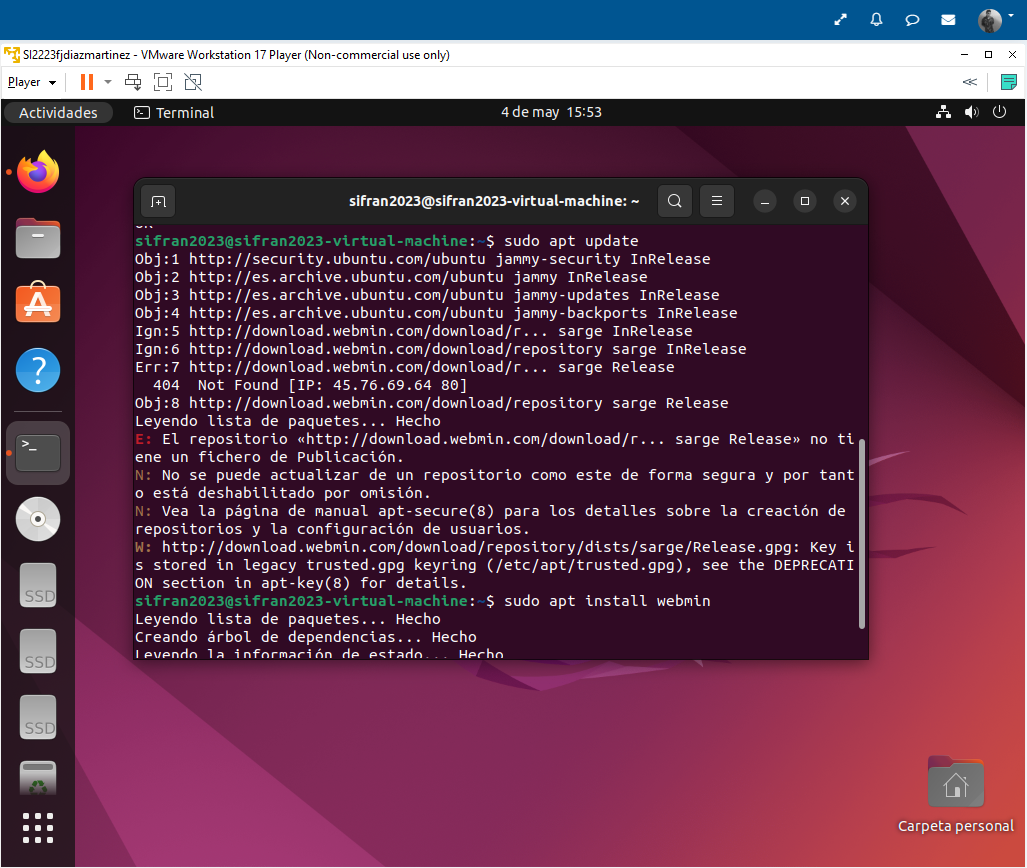 SI2223fjdiazmartinez - VMware Workstation 17 Player (Non-commercial use only)
Player
Actividades
Terminal
4 de may 15:53
sifran2023@sifran2023-virtual-machine: ~
OK
sifran2023@sifran2023-virtual-machine:~$ sudo apt update
Obj:1 http://security.ubuntu.com/ubuntu jammy-security InRelease
Obj:2 http://es.archive.ubuntu.com/ubuntu jammy InRelease
Obj:3 http://es.archive.ubuntu.com/ubuntu jammy-updates InRelease
Obj:4 http://es.archive.ubuntu.com/ubuntu jammy-backports InRelease
Ign:5 http://download.webmin.com/download/r... sarge InRelease
Ign:6 http://download.webmin.com/download/repository sarge InRelease
Err:7 http://download.webmin.com/download/r... sarge Release
404 Not Found [IP: 45.76.69.64 80]
Obj:8 http://download.webmin.com/download/repository sarge Release
Leyendo lista de paquetes... Hecho
E: El repositorio «http://download.webmin.com/download/r... sarge Release» no ti
ene un fichero de Publicación.
N: No se puede actualizar de un repositorio como este de forma segura y por tant
o está deshabilitado por omisión.
N: Vea la página de manual apt-secure(8) para los detalles sobre la creación de
repositorios y la configuración de usuarios.
W: http://download.webmin.com/download/repository/dists/sarge/Release.gpg: Key i
s stored in legacy trusted.gpg keyring (/etc/apt/trusted.gpg), see the DEPRECATI
ON section in apt-key(8) for details.
sifran2023@sifran2023-virtual-machine:~$ sudo apt install webmin
Leyendo lista de paquetes... Hecho
Creando árbol de dependencias... Hecho
Leyendo la información de estado... Hecho
SSD
SSD
SSD
Carpeta personal